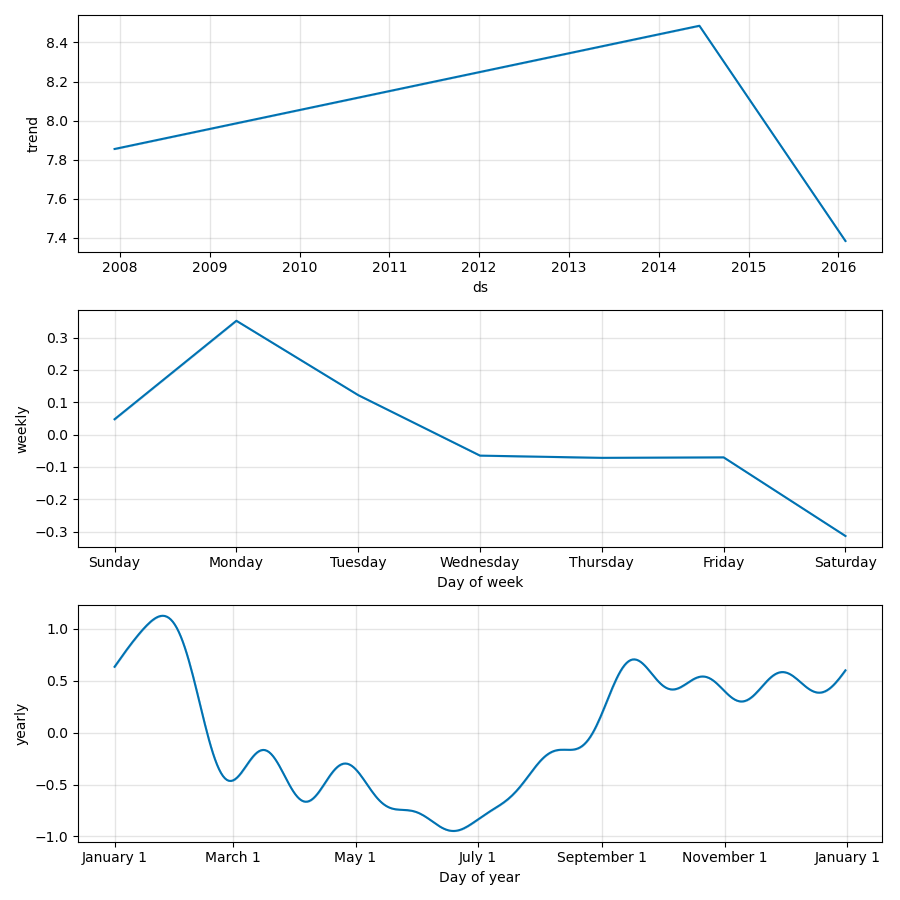 8.4
8.2
8.0
7.8
7.6
7.4
trend
2008 2009 2010 2011 2012 2013 2014 2015 2016
ds
0.3
0.2
0.1
0.0
−0.1
−0.2
−0.3
weekly
Sunday Monday Tuesday Wednesday Thursday Friday Saturday
Day of week
1.0
0.5
0.0
−0.5
−1.0
yearly
January 1 March 1 May 1 July 1 September 1 November 1 January 1
Day of year